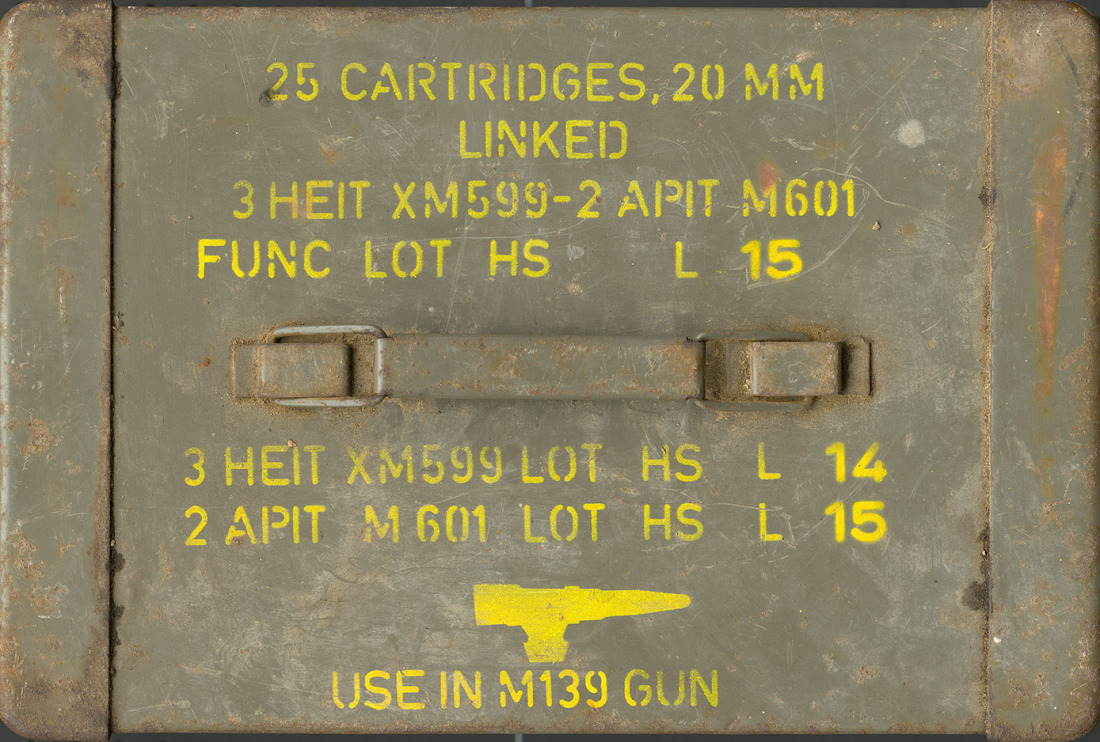 25 CARTRIDGES, 20 MM
LINKED
3 HEIT XM599-2 APIT M601
FUNC LOT HS L 15
3 HEIT XM599 LOT HS L 14
2 APIT M 601 LOT HS L 15
USE IN M139 GUN